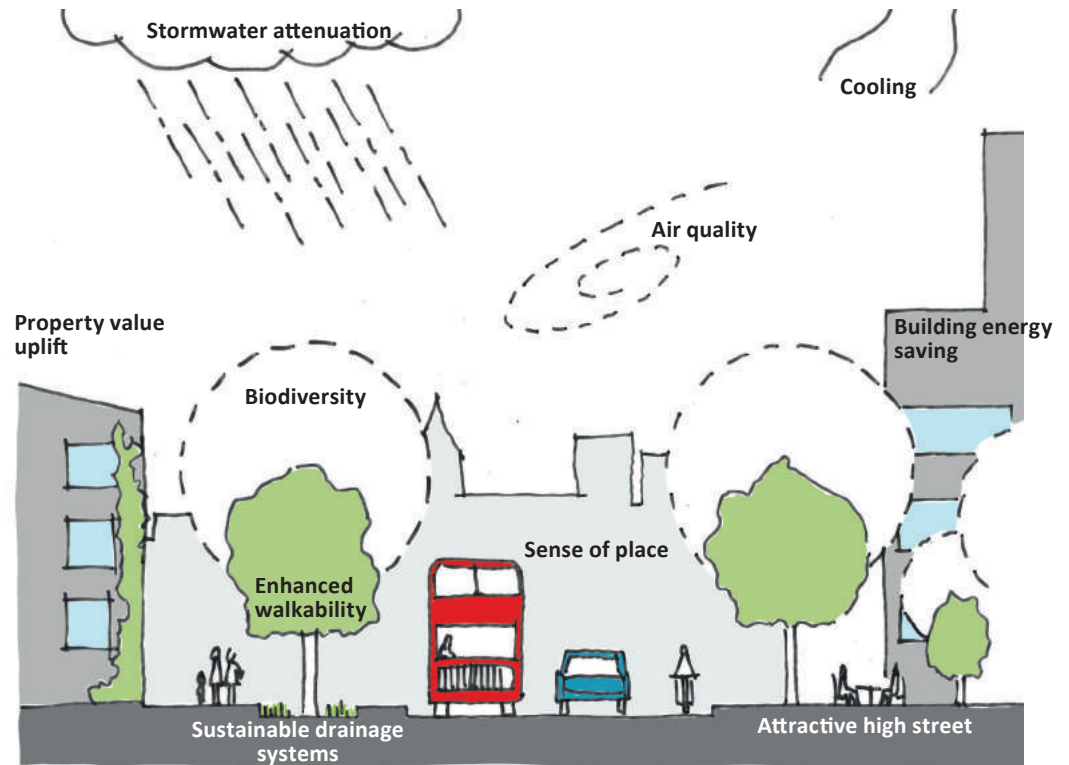 Stormwater attenuation
Cooling
Air quality
Property value
uplift
Building energy
saving
Biodiversity
Sense of place
Enhanced
walkability
Sustainable drainage
systems
Attractive high street